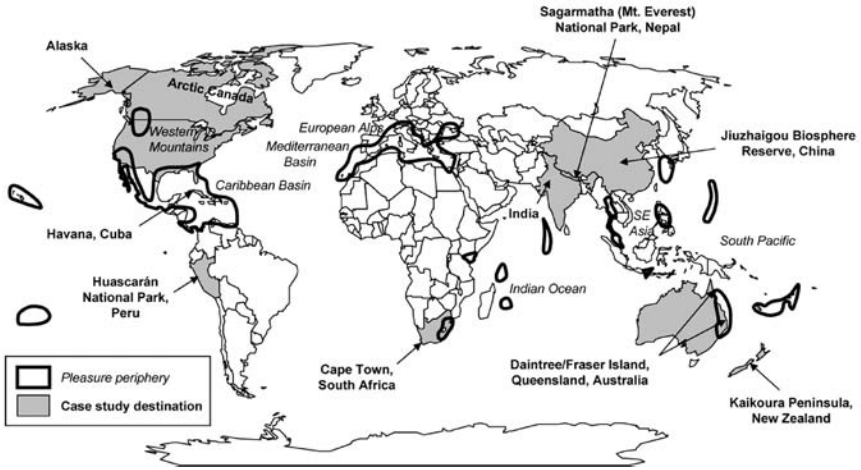 Sagarmatha (Mt. Everest)
National Park, Nepal
Alaska
Arctic Canada
European Alps
Western
Mountains
Mediterranean
Basin
Jiuzhaigou Biosphere
Reserve, China
Caribbean Basin
Havana, Cuba
India
SE
Asia
South Pacific
Huascarán
National Park,
Peru
Indian Ocean
Cape Town,
South Africa
Daintree/Fraser Island,
Queensland, Australia
Kaikoura Peninsula,
New Zealand
Pleasure periphery
Case study destination